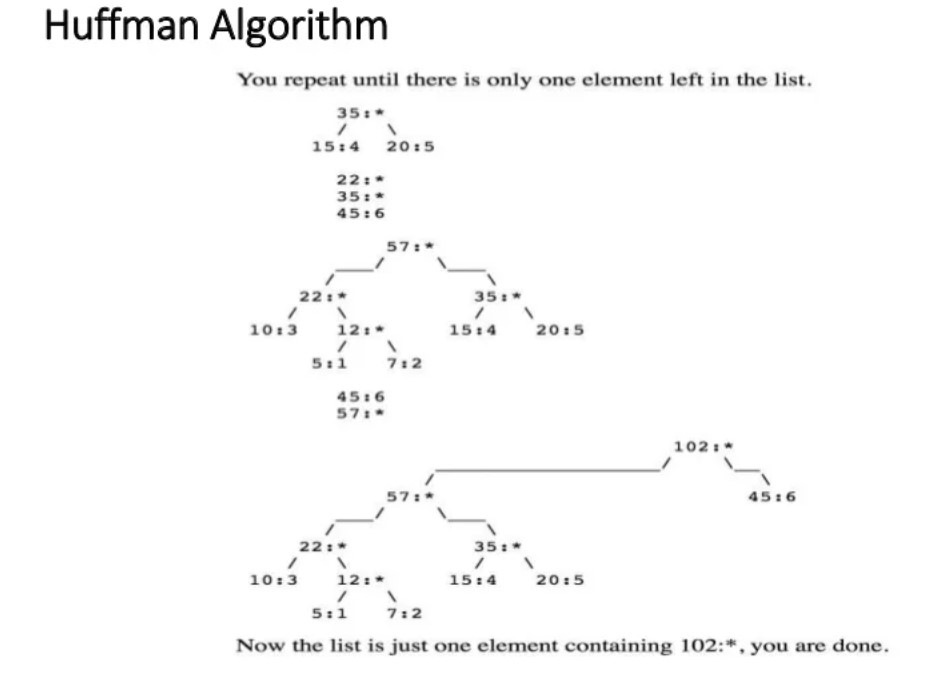 Huffman Algorithm
You repeat until there is only one element left in the list.
35:*
/ \
15:4 20:5
22:*
35:*
45:6
57:*
22:* 35:*
/ \ / \
10:3 12:* 15:4 20:5
/ \
5:1 7:2
45:6
57:*
102:*
57:* 45:6
22:* 35:*
/ \ / \
10:3 12:* 15:4 20:5
/ \
5:1 7:2
Now the list is just one element containing 102:*, you are done.